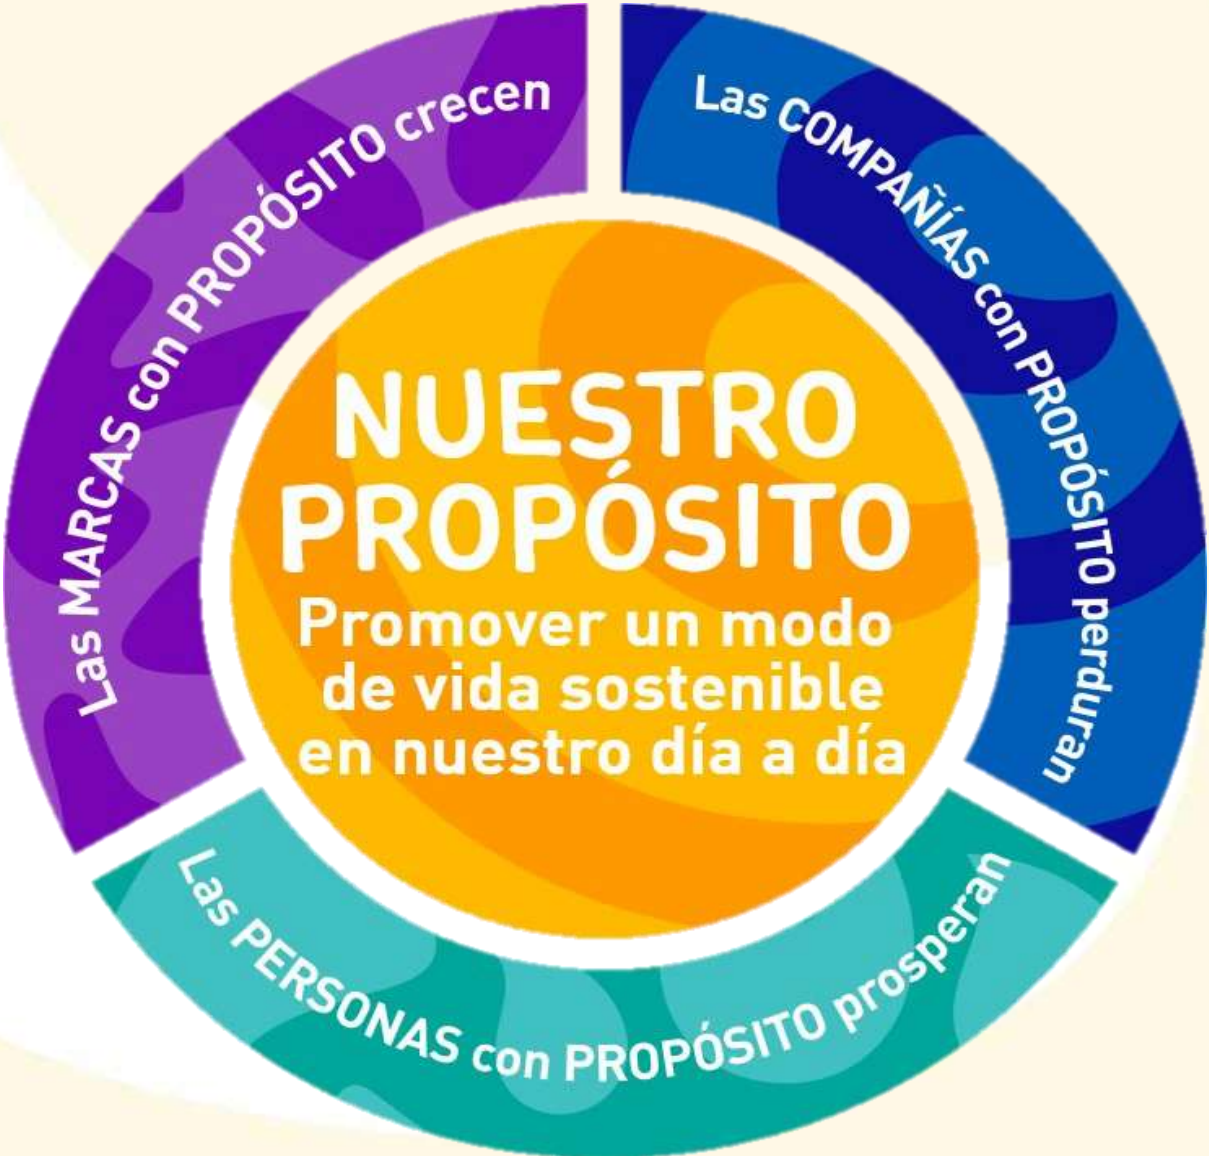 Las MARCAS con PROPÓSITO crecen
Las COMPAÑÍAS con PROPÓSITO perduran
NUESTRO
PROPÓSITO
Promover un modo
de vida sostenible
en nuestro día a día
Las PERSONAS con PROPÓSITO prosperan